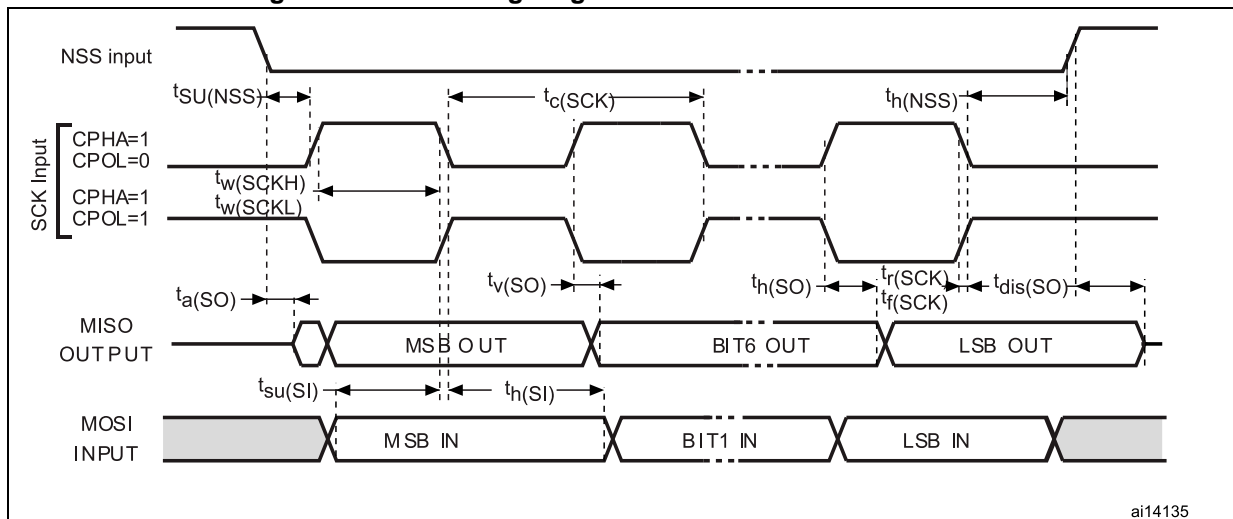 NSS input
tSU(NSS)
tc(SCK)
th(NSS)
SCK Input
CPHA=1
CPOL=0
tw(SCKH)
CPHA=1
tw(SCKL)
CPOL=1
ta(SO)
tv(SO)
th(SO)
tr(SCK)
tf(SCK)
tdis(SO)
MISO
OUTPUT
MSB OUT
BIT6 OUT
LSB OUT
tsu(SI)
th(SI)
MOSI
INPUT
MSB IN
BIT1 IN
LSB IN
ai14135